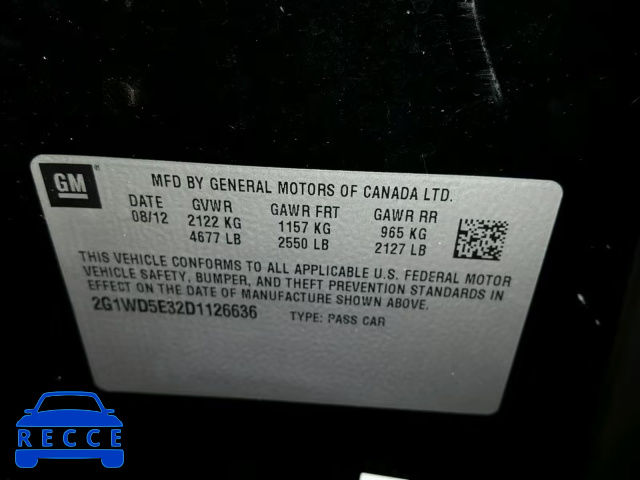 GM
MFD BY GENERAL MOTORS OF CANADA LTD.
DATE GVWR GAWR FRT GAWR RR
08/12 2122 KG 1157 KG 965 KG
4677 LB 2550 LB 2127 LB
THIS VEHICLE CONFORMS TO ALL APPLICABLE U.S. FEDERAL MOTOR
VEHICLE SAFETY, BUMPER, AND THEFT PREVENTION STANDARDS IN
EFFECT ON THE DATE OF MANUFACTURE SHOWN ABOVE.
2G1WD5E32D1126636 TYPE: PASS CAR
RECCE